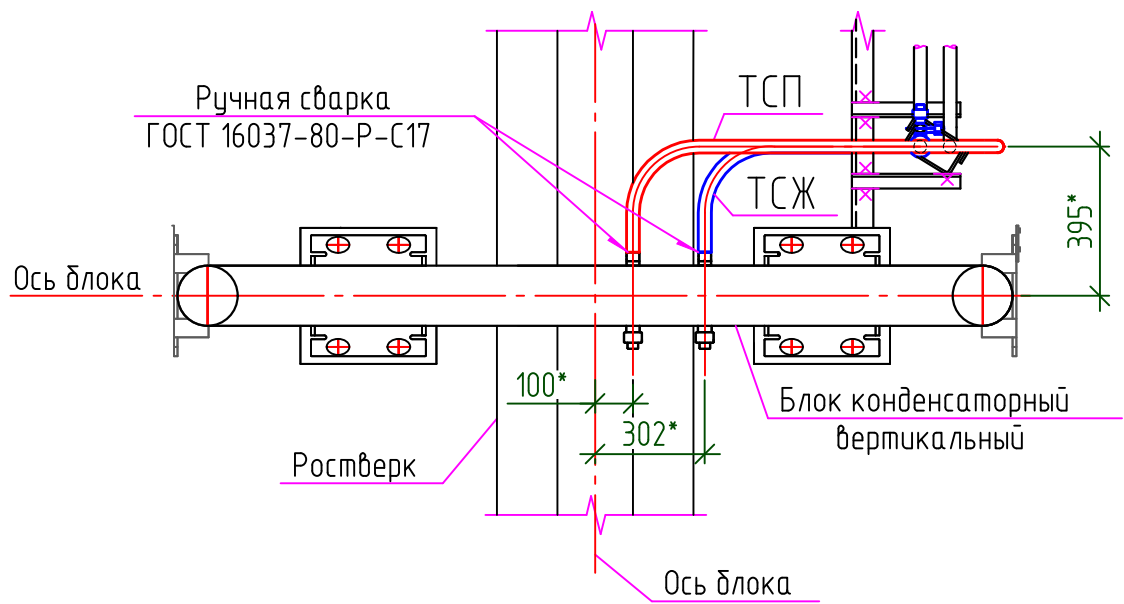 Ручная сварка
ГОСТ 16037-80-Р-С17
ТСП
ТСЖ
395*
Ось блока
100*
302*
Блок конденсаторный
вертикальный
Ростверк
Ось блока